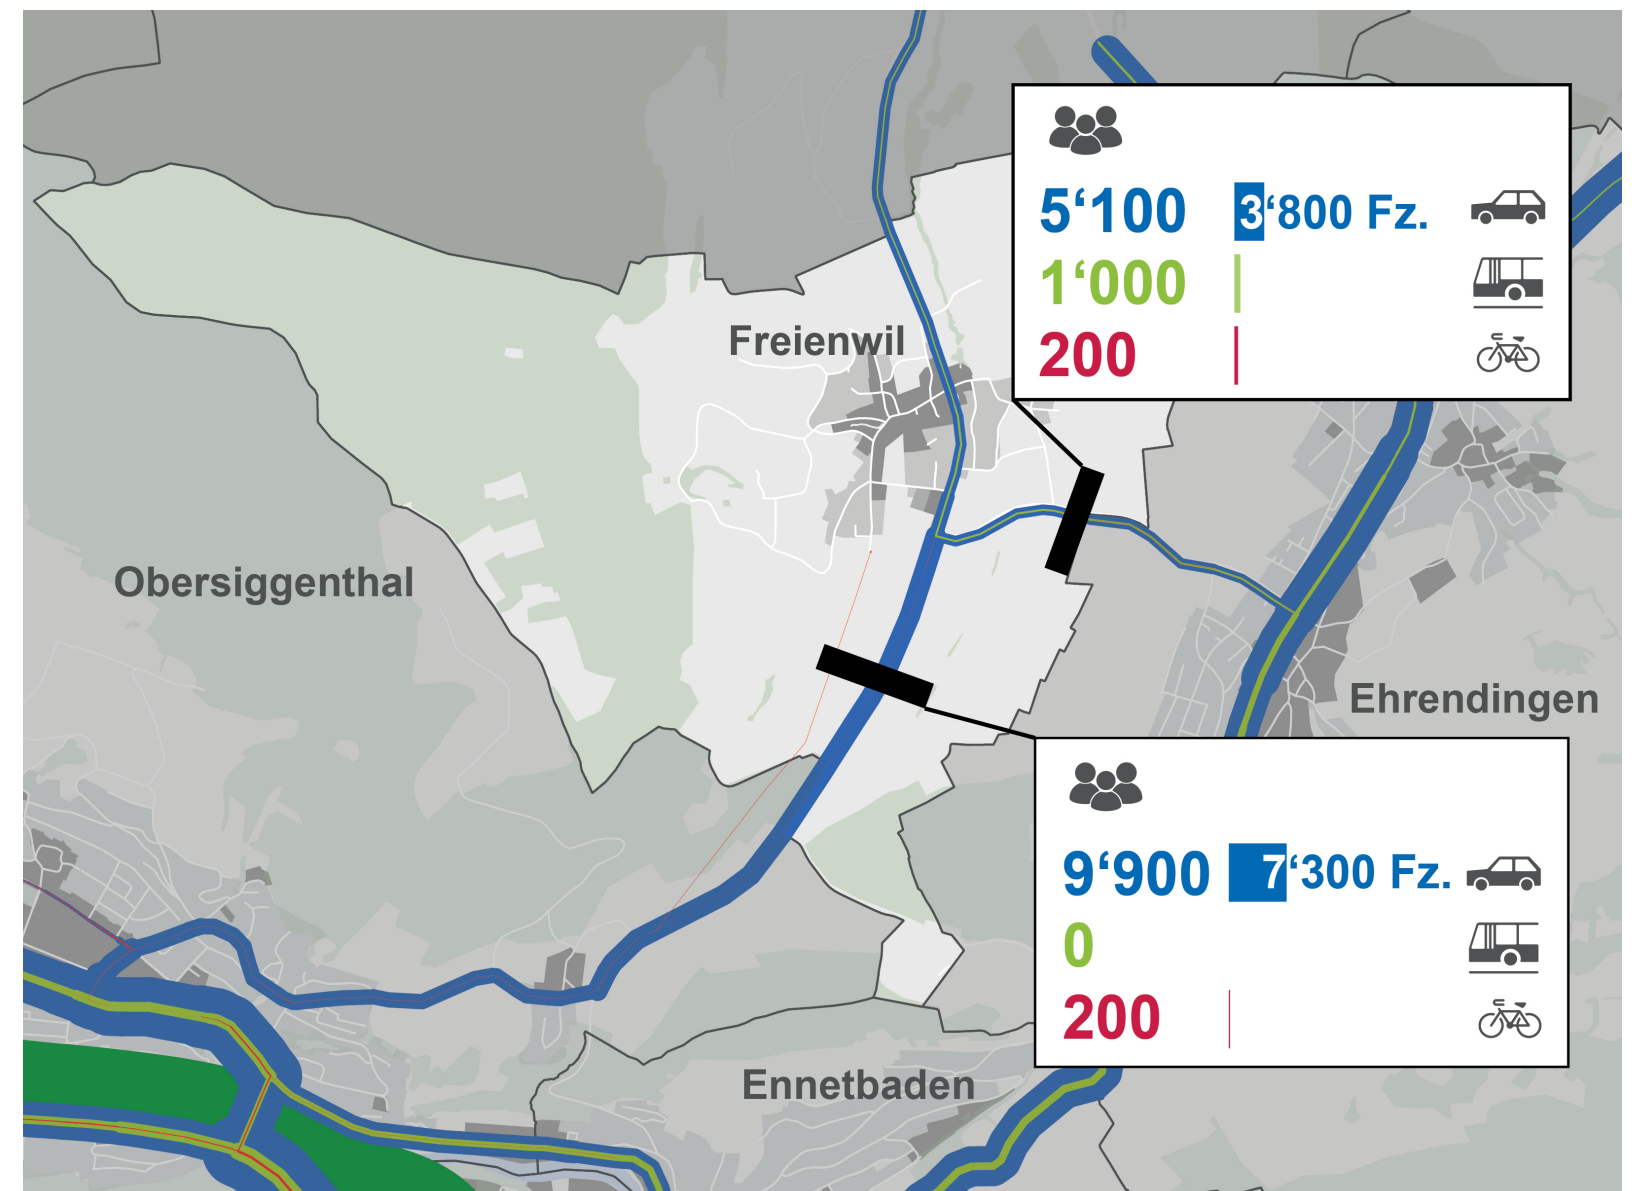 5‘100 3‘800 Fz.
1‘000
200
Freienwil
Obersiggenthal
Ehrendingen
9‘900 7‘300 Fz.
0
200
Ennetbaden